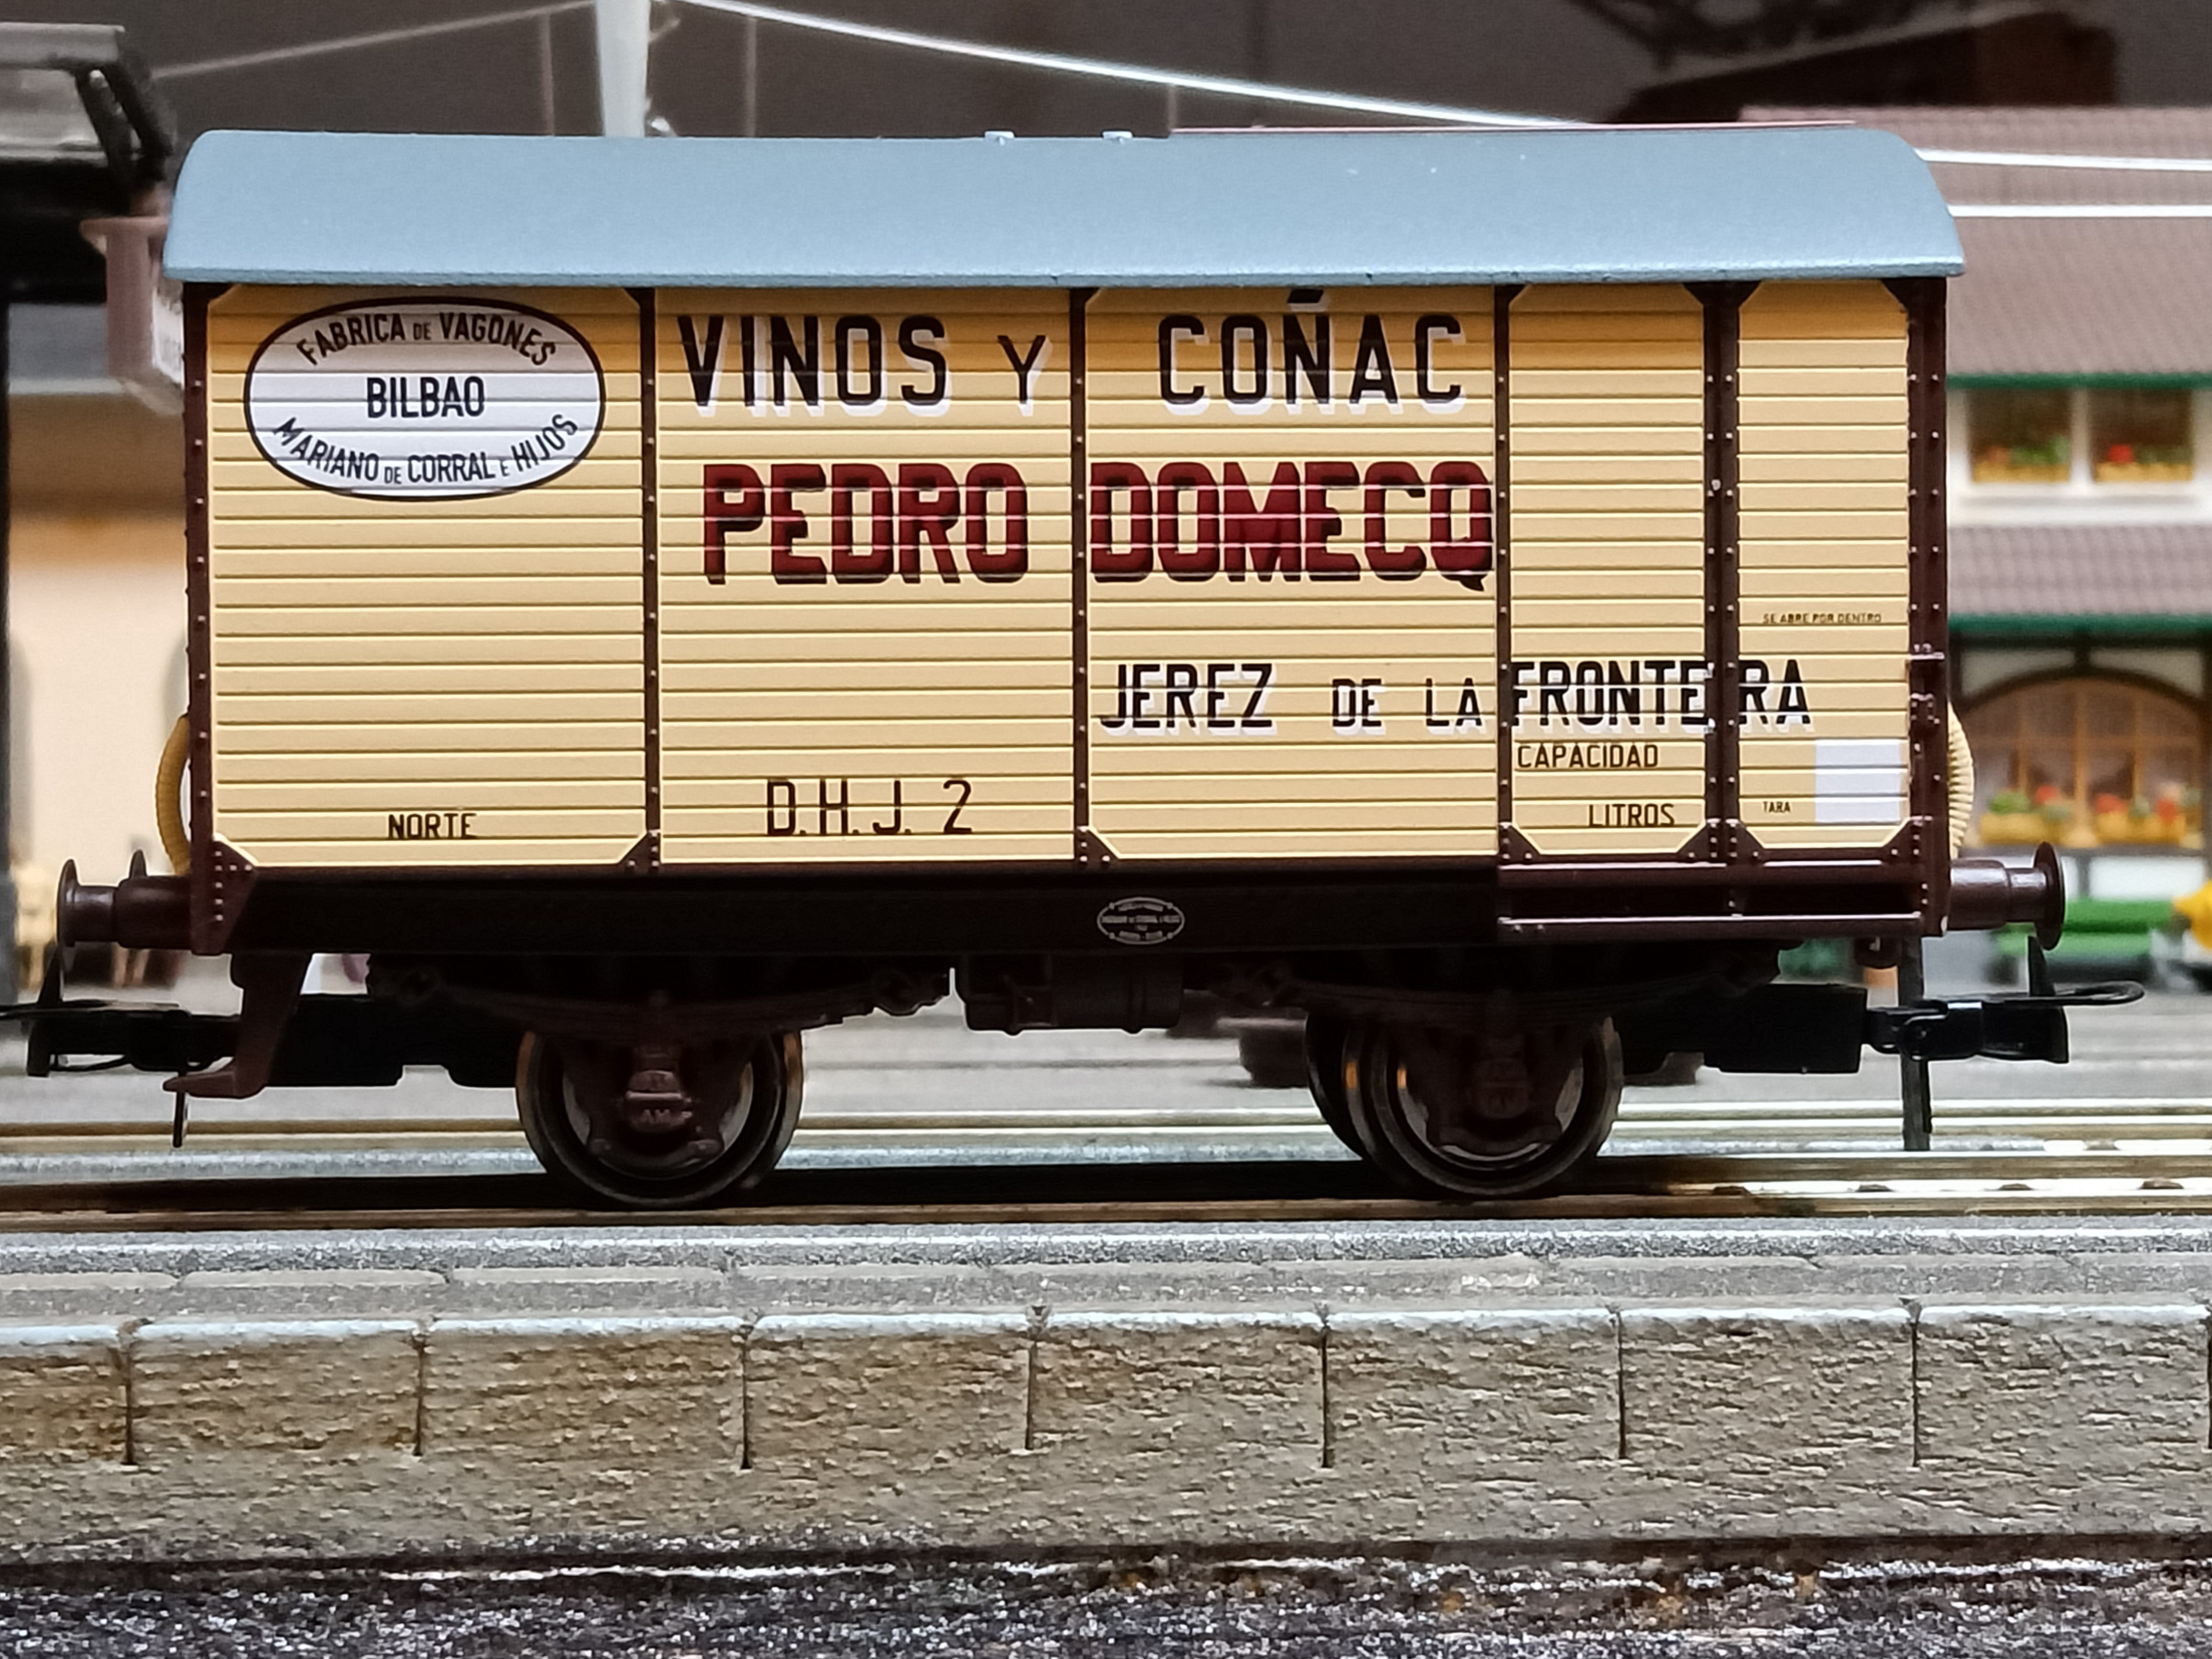 FABRICA DE VAGONES
BILBAO
MARIANO DE CORRAL E HIJOS
VINOS Y COÑAC
PEDRO DOMECQ
JEREZ DE LA FRONTERA
SE ABRE POR DENTRO
CAPACIDAD
LITROS
TARA
NORTE
D.H.J. 2